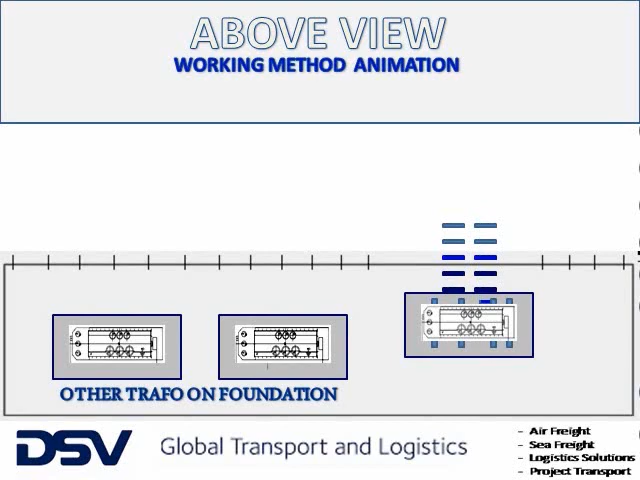 ABOVE VIEW
WORKING METHOD ANIMATION
OTHER TRAFO ON FOUNDATION
DSV
Global Transport and Logistics
- Air Freight
- Sea Freight
- Logistics Solutions
- Project Transport